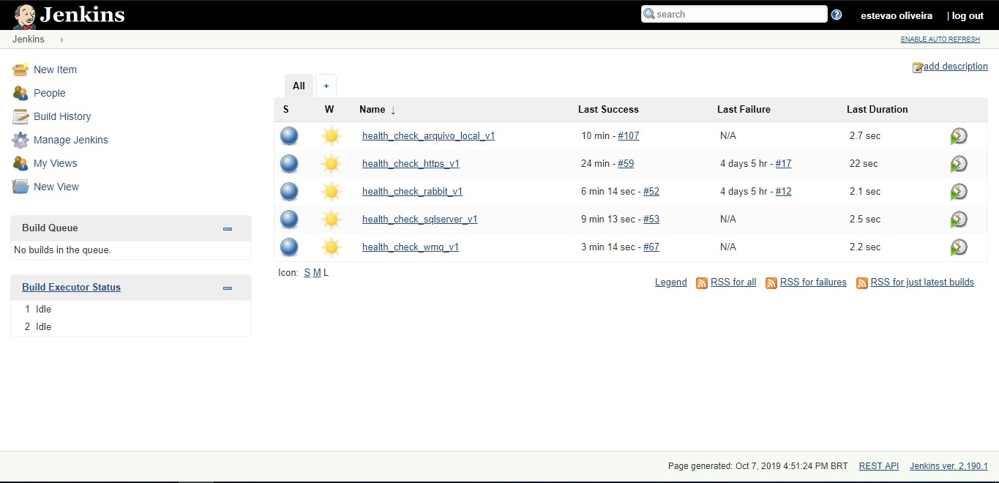 Jenkins
search
estevao oliveira | log out
Jenkins
ENABLE AUTO REFRESH
New Item
People
Build History
Manage Jenkins
My Views
New View
Build Queue
No builds in the queue.
Build Executor Status
1 Idle
2 Idle
add description
All +
S W Name ↓ Last Success Last Failure Last Duration
health_check_arquivo_local_v1 10 min - #107 N/A 2.7 sec
health_check_https_v1 24 min - #59 4 days 5 hr - #17 22 sec
health_check_rabbit_v1 6 min 14 sec - #52 4 days 5 hr - #12 2.1 sec
health_check_sqlserver_v1 9 min 13 sec - #53 N/A 2.5 sec
health_check_wmq_v1 3 min 14 sec - #67 N/A 2.2 sec
Icon: S M L
Legend RSS for all RSS for failures RSS for just latest builds
Page generated: Oct 7, 2019 4:51:24 PM BRT REST API Jenkins ver. 2.190.1